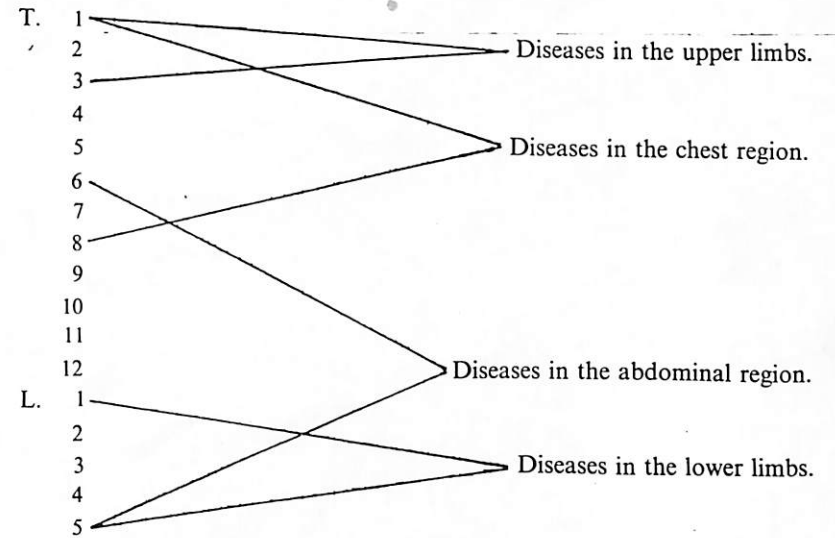 T. 1
2 Diseases in the upper limbs.
3
4
5 Diseases in the chest region.
6
7
8
9
10
11
12 Diseases in the abdominal region.
L. 1
2
3 Diseases in the lower limbs.
4
5